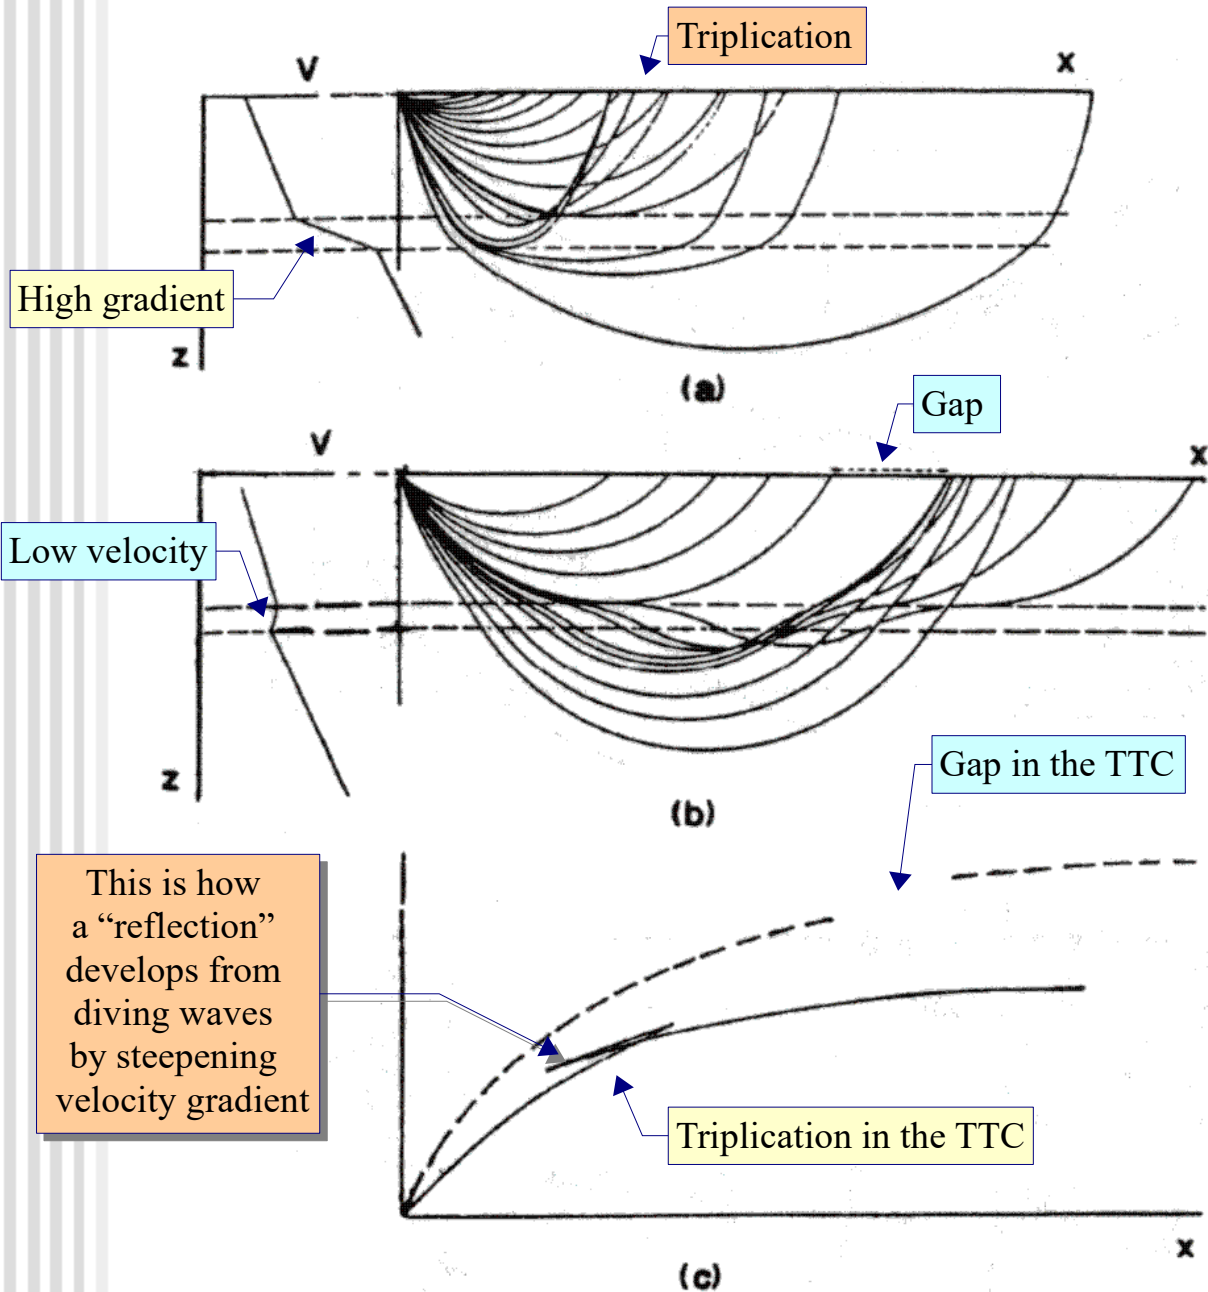 Triplication
V
X
High gradient
Z
(a)
Gap
V
X
Low velocity
Z
(b)
Gap in the TTC
This is how
a “reflection”
develops from
diving waves
by steepening
velocity gradient
Triplication in the TTC
X
(c)